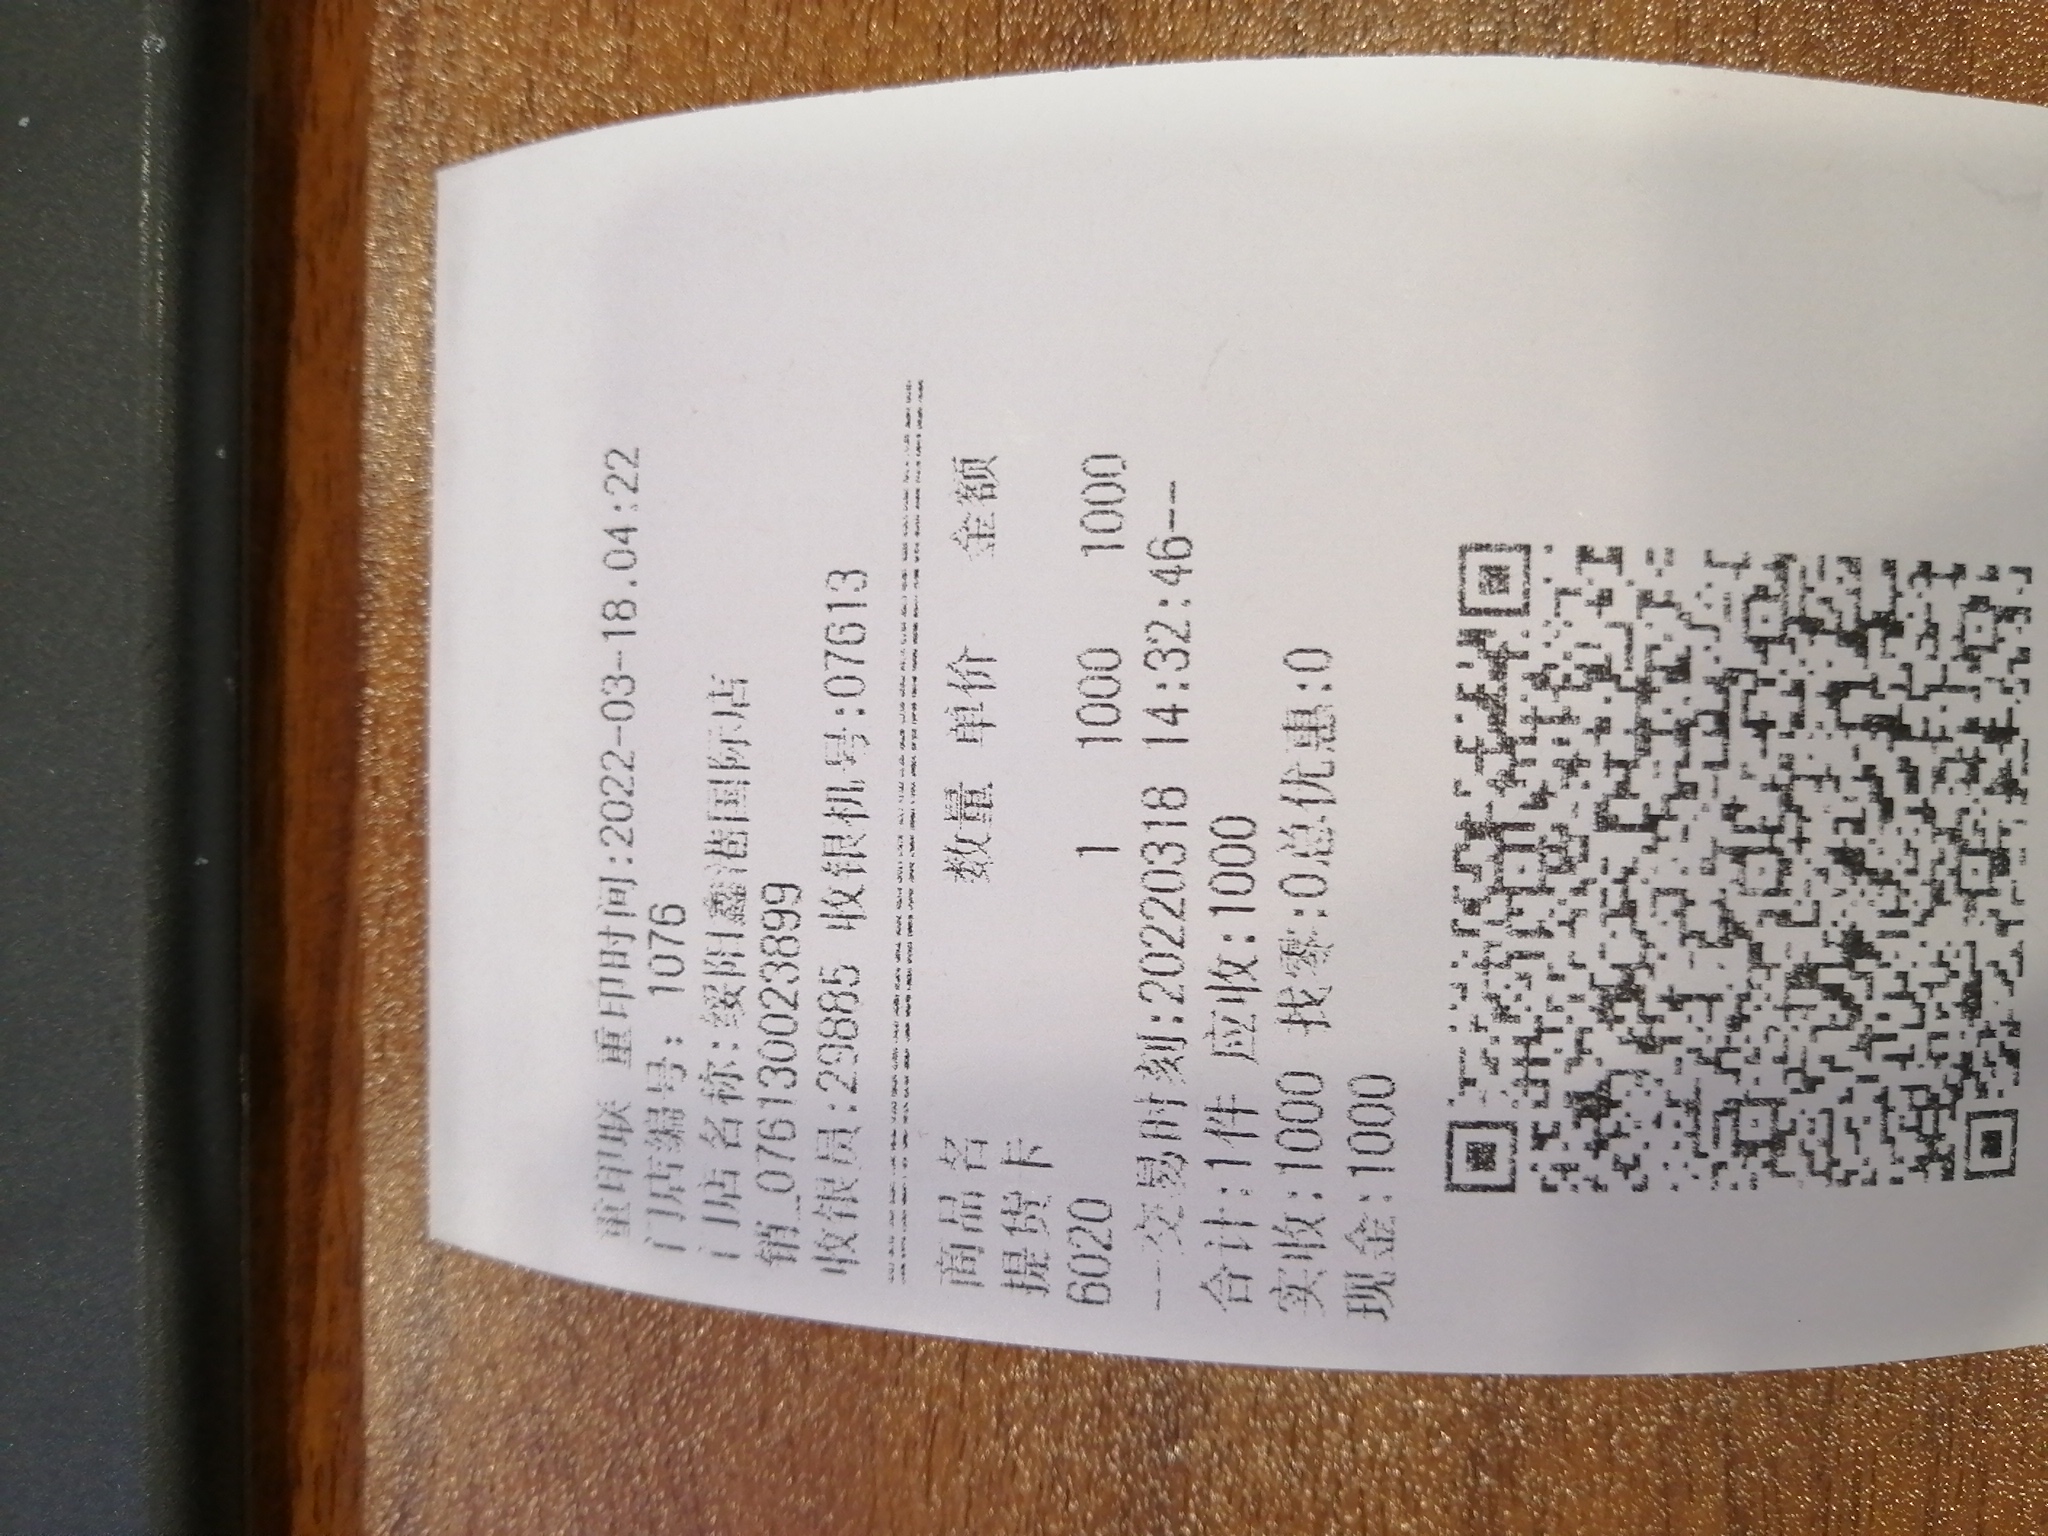 重印联 重印时间:2022-03-18.04:22
门店编号: 1076
门店名称:绥阳鑫港国际店
销_076130023899
收银员:29885 收银机号:07613
商品名 数量 单价 金额
提货卡
6020 1 1000 1000
---交易时刻:20220318 14:32:46---
合计:1件 应收:1000
实收:1000 找零:0总优惠:0
现金:1000